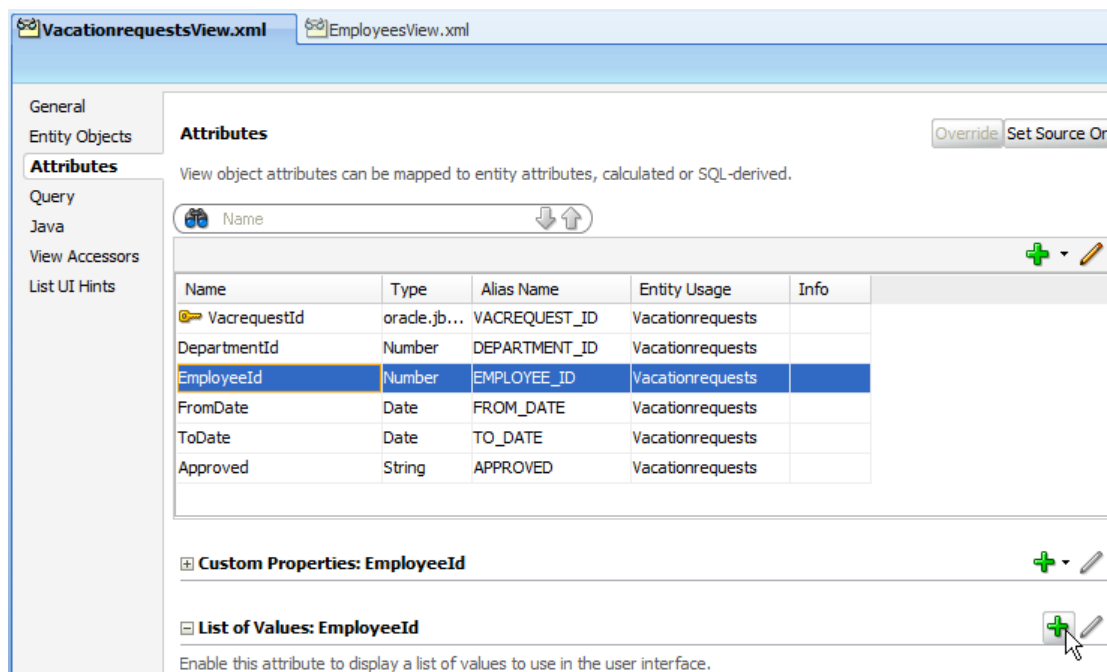 VacationrequestsView.xml EmployeesView.xml
General
Entity Objects
Attributes
Query
Java
View Accessors
List UI Hints
Attributes
Override Set Source Or
View object attributes can be mapped to entity attributes, calculated or SQL-derived.
Name
Name Type Alias Name Entity Usage Info
VacrequestId oracle.jb... VACREQUEST_ID Vacationrequests
DepartmentId Number DEPARTMENT_ID Vacationrequests
EmployeeId Number EMPLOYEE_ID Vacationrequests
FromDate Date FROM_DATE Vacationrequests
ToDate Date TO_DATE Vacationrequests
Approved String APPROVED Vacationrequests
Custom Properties: EmployeeId
List of Values: EmployeeId
Enable this attribute to display a list of values to use in the user interface.